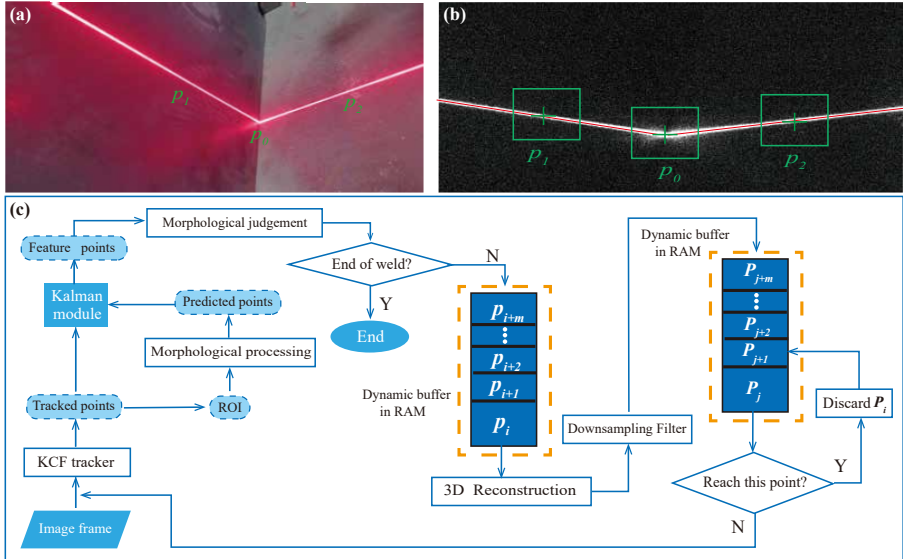 (a)
p1
p0
p2
(b)
p1
p0
p2
(c)
Morphological judgement
Feature points
End of weld?
N
Y
End
Kalman
module
Predicted points
Morphological processing
Tracked points
ROI
KCF tracker
Image frame
Dynamic buffer
in RAM
pi+m
pi+2
pi+1
pi
3D Reconstruction
Downsampling Filter
Dynamic buffer
in RAM
Pj+m
Pj+2
Pj+1
Pj
Discard Pi
Reach this point?
Y
N